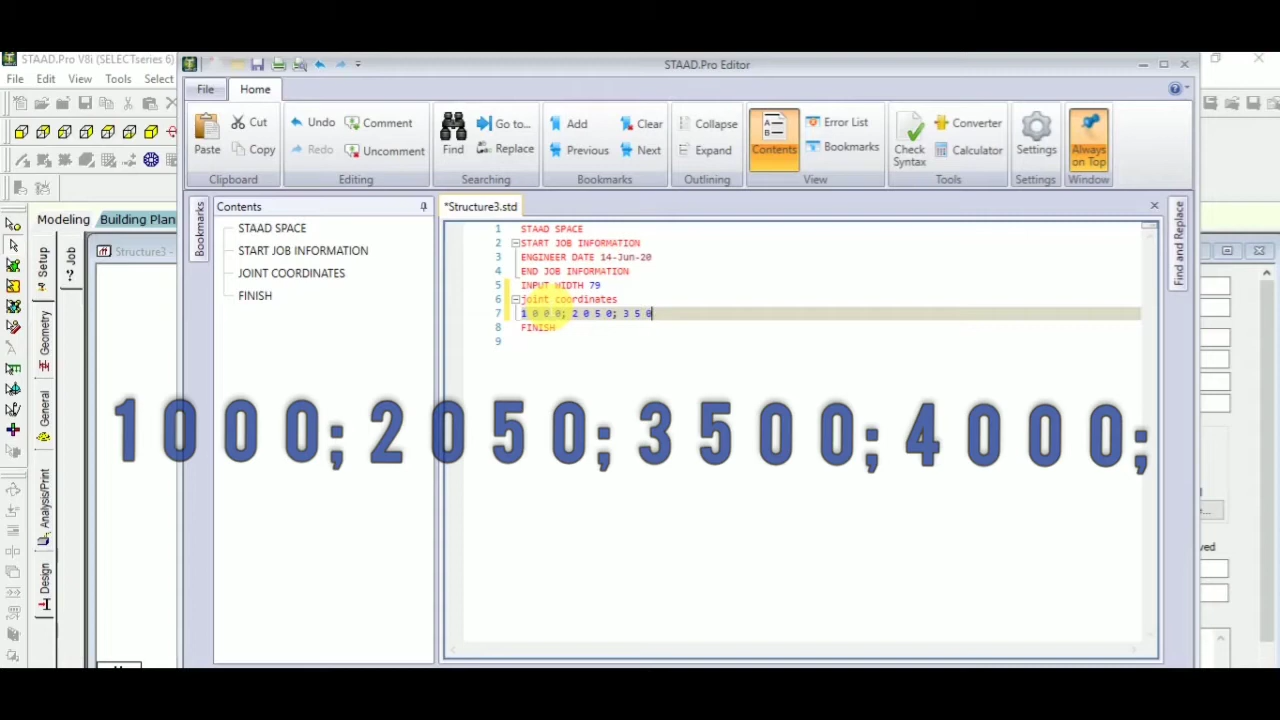 STAAD.Pro V8i (SELECTseries 6)
STAAD.Pro Editor
File Edit View Tools Select
File Home
Paste Cut Copy
Undo Redo Comment Uncomment
Find Go to... Replace
Add Previous Clear Next
Collapse Expand
Contents Error List Bookmarks
Check Syntax Converter Calculator
Settings
Always on Top
Clipboard Editing Searching Bookmarks Outlining View Tools Settings Window
Modeling Building Plan
Structure3 -
Setup
Job
Geometry
General
Analysis/Print
Design
Bookmarks
Contents
STAAD SPACE
START JOB INFORMATION
JOINT COORDINATES
FINISH
*Structure3.std
1 STAAD SPACE
2 START JOB INFORMATION
3 ENGINEER DATE 14-Jun-20
4 END JOB INFORMATION
5 INPUT WIDTH 79
6 joint coordinates
7 1 0 0 0; 2 0 5 0; 3 5 0
8 FINISH
9
Find and Replace
1 0 0 0; 2 0 5 0; 3 5 0 0; 4 0 0 0;